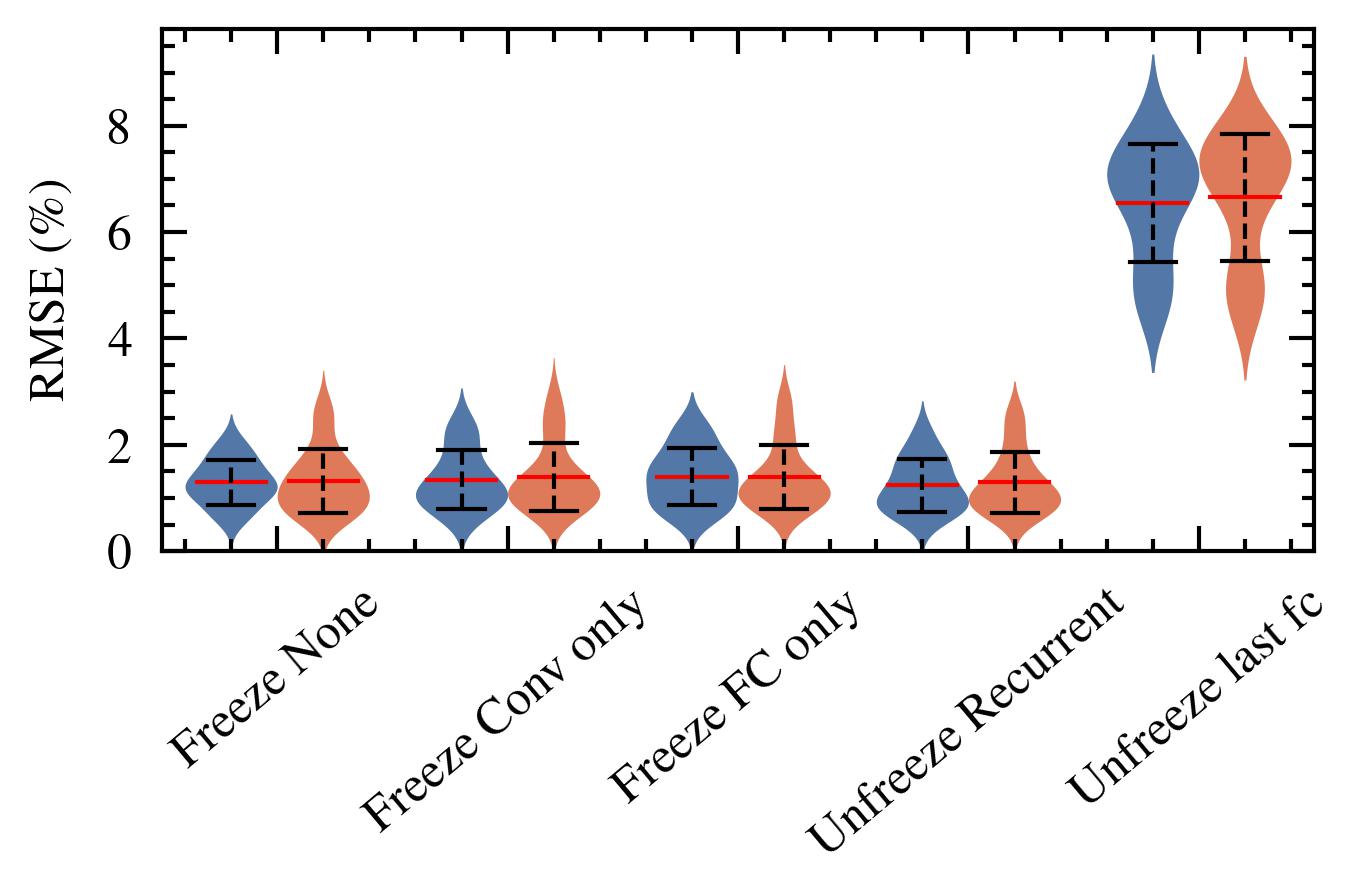 RMSE (%)
8
6
4
2
0
Freeze None
Freeze Conv only
Freeze FC only
Unfreeze Recurrent
Unfreeze last fc